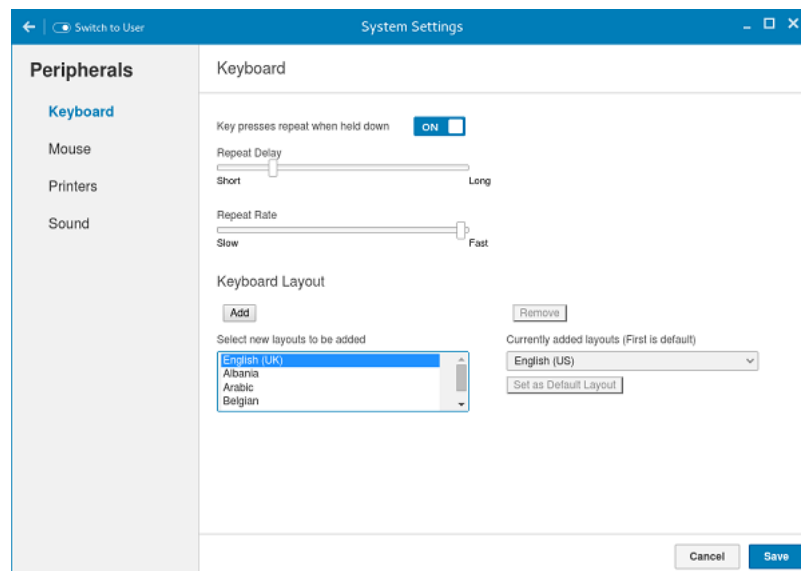 Switch to User
System Settings
Peripherals
Keyboard
Mouse
Printers
Sound
Keyboard
Key presses repeat when held down
ON
Repeat Delay
Short
Long
Repeat Rate
Slow
Fast
Keyboard Layout
Add
Remove
Select new layouts to be added
Currently added layouts (First is default)
English (UK)
Albania
Arabic
Belgian
English (US)
Set as Default Layout
Cancel
Save